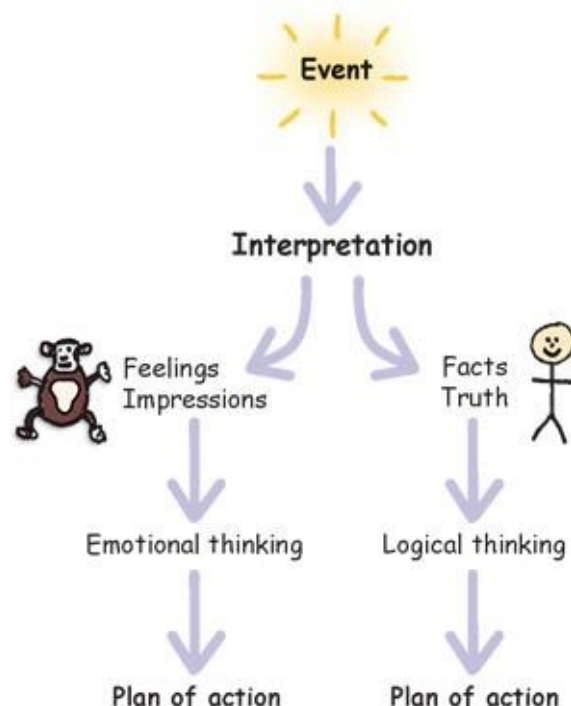 Event
Interpretation
Feelings
Impressions
Facts
Truth
Emotional thinking
Logical thinking
Plan of action
Plan of action